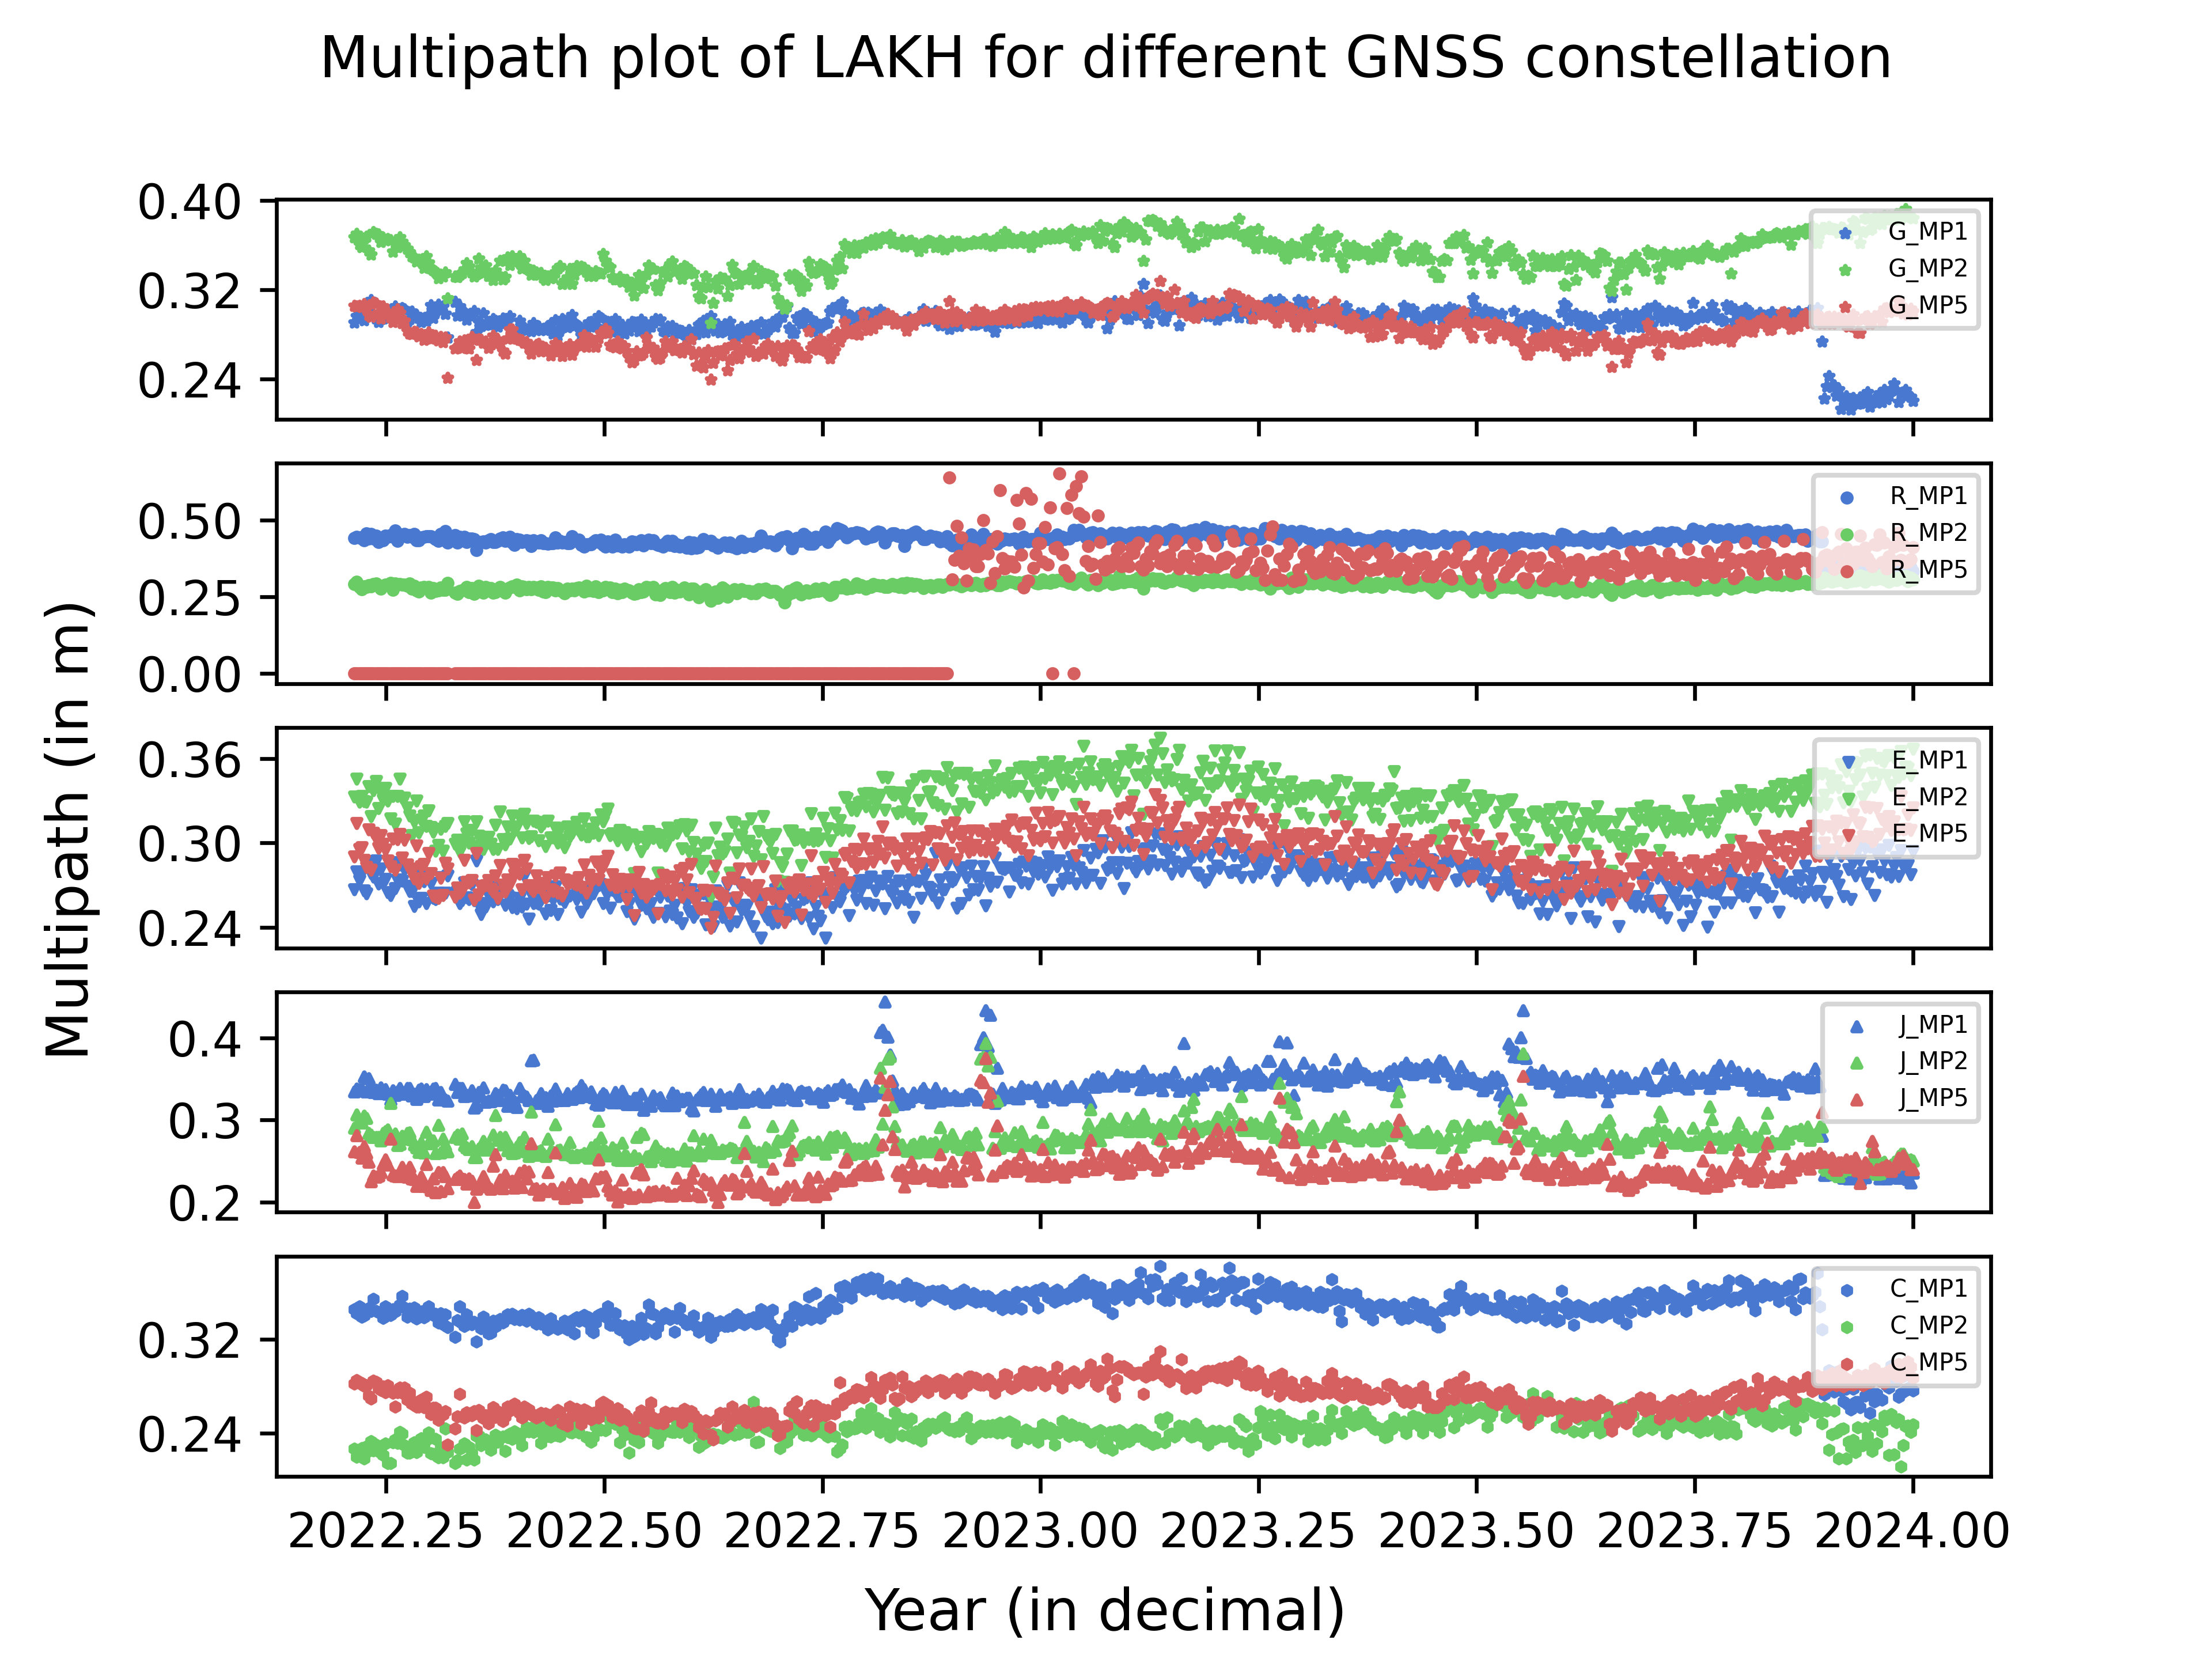 Multipath plot of LAKH for different GNSS constellation
0.40
0.32
0.24
G_MP1
G_MP2
G_MP5
0.50
0.25
0.00
R_MP1
R_MP2
R_MP5
0.36
0.30
0.24
E_MP1
E_MP2
E_MP5
0.4
0.3
0.2
J_MP1
J_MP2
J_MP5
0.32
0.24
C_MP1
C_MP2
C_MP5
Multipath (in m)
2022.25 2022.50 2022.75 2023.00 2023.25 2023.50 2023.75 2024.00
Year (in decimal)